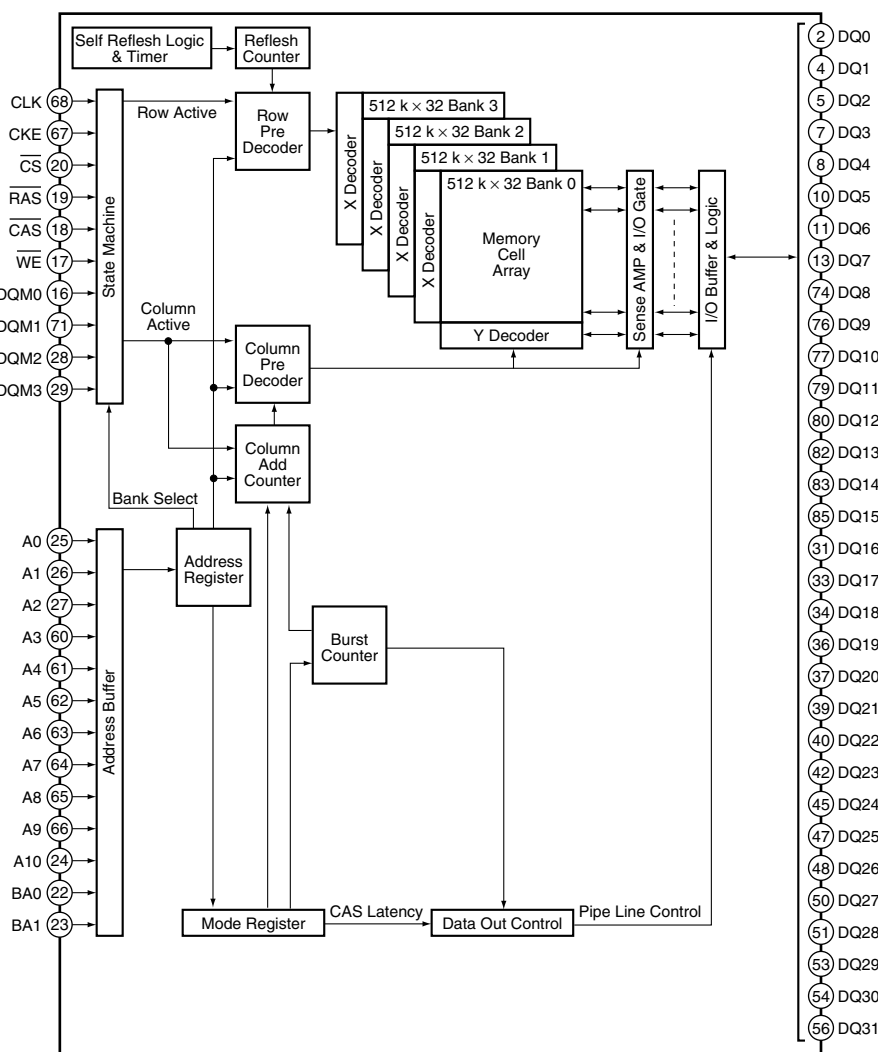 Self Reflesh Logic
& Timer
Reflesh
Counter
CLK 68
CKE 67
CS 20
RAS 19
CAS 18
WE 17
DQM0 16
DQM1 71
DQM2 28
DQM3 29
State Machine
Row Active
Row
Pre
Decoder
X Decoder
512 k × 32 Bank 3
X Decoder
512 k × 32 Bank 2
X Decoder
512 k × 32 Bank 1
X Decoder
512 k × 32 Bank 0
Memory
Cell
Array
Y Decoder
Sense AMP & I/O Gate
I/O Buffer & Logic
Column
Active
Column
Pre
Decoder
Column
Add
Counter
Bank Select
A0 25
A1 26
A2 27
A3 60
A4 61
A5 62
A6 63
A7 64
A8 65
A9 66
A10 24
BA0 22
BA1 23
Address Buffer
Address
Register
Burst
Counter
Mode Register
CAS Latency
Data Out Control
Pipe Line Control
2 DQ0
4 DQ1
5 DQ2
7 DQ3
8 DQ4
10 DQ5
11 DQ6
13 DQ7
74 DQ8
76 DQ9
77 DQ10
79 DQ11
80 DQ12
82 DQ13
83 DQ14
85 DQ15
31 DQ16
33 DQ17
34 DQ18
36 DQ19
37 DQ20
39 DQ21
40 DQ22
42 DQ23
45 DQ24
47 DQ25
48 DQ26
50 DQ27
51 DQ28
53 DQ29
54 DQ30
56 DQ31